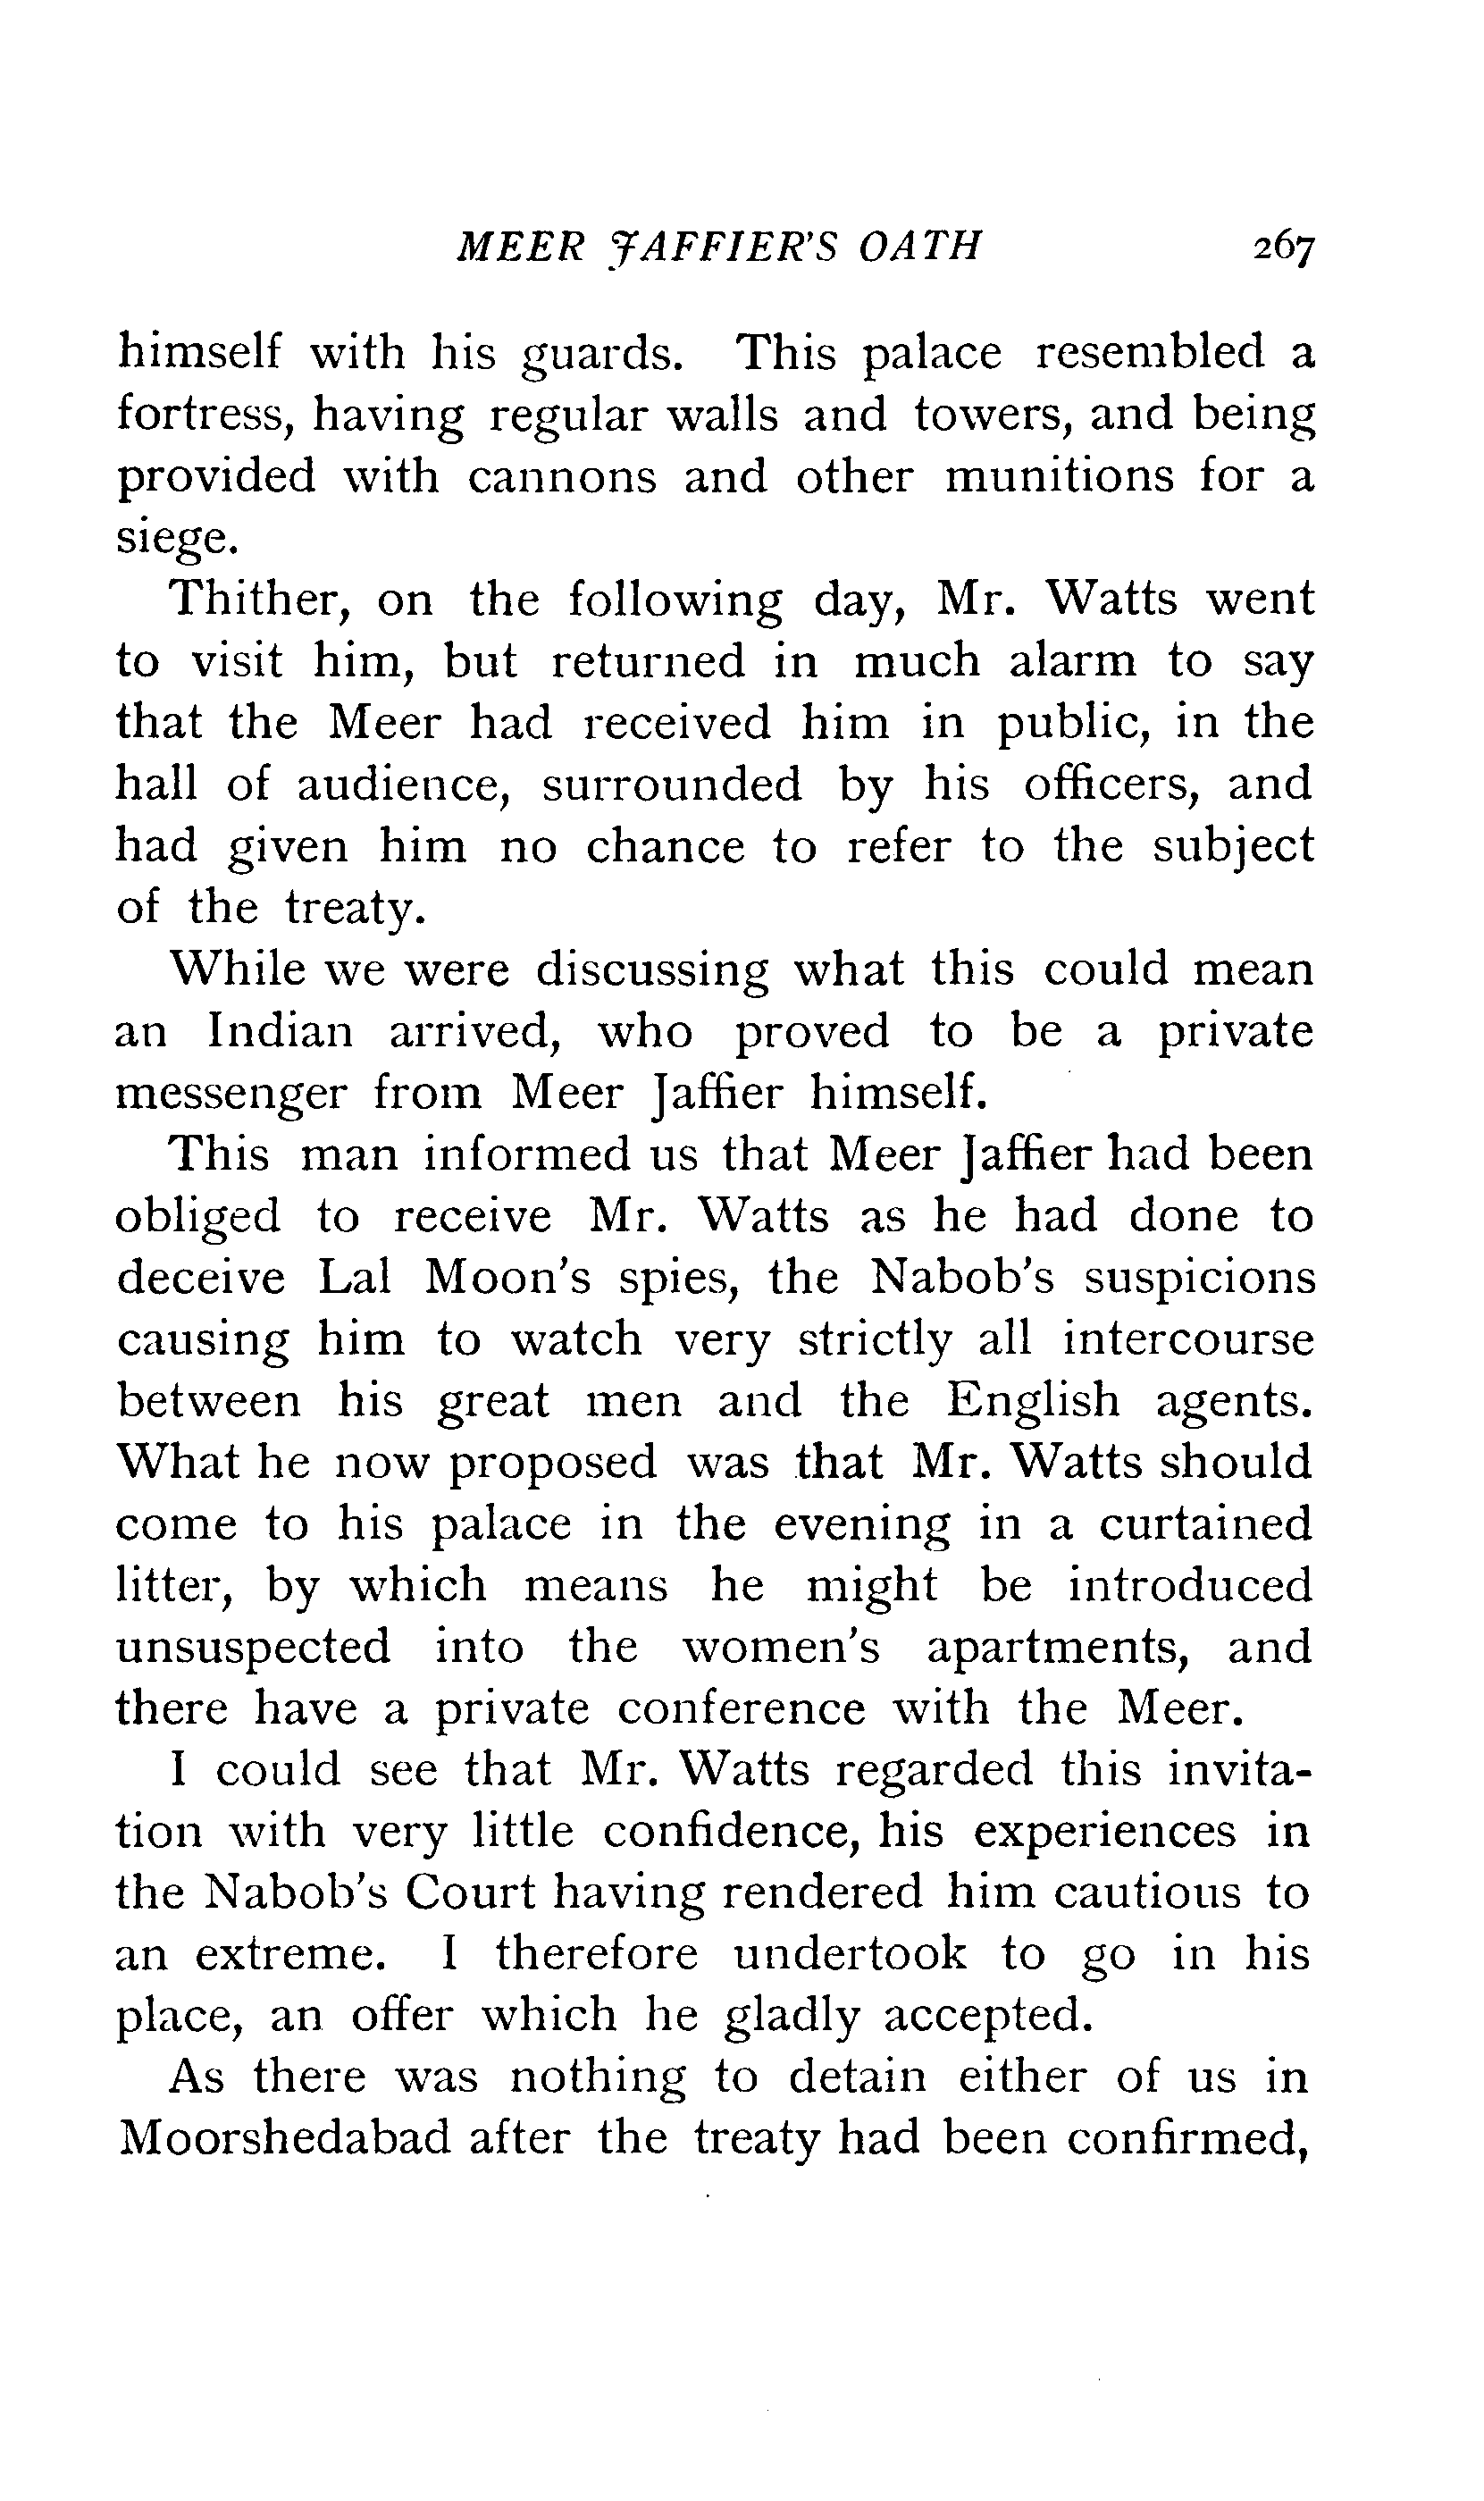 MEER JAFFIER'S OATH 267
himself with his guards. This palace resembled a
fortress, having regular walls and towers, and being
provided with cannons and other munitions for a
siege.
Thither, on the following day, Mr. Watts went
to visit him, but returned in much alarm to say
that the Meer had received him in public, in the
hall of audience, surrounded by his officers, and
had given him no chance to refer to the subject
of the treaty.
While we were discussing what this could mean
an Indian arrived, who proved to be a private
messenger from Meer Jaffier himself.
This man informed us that Meer Jaffier had been
obliged to receive Mr. Watts as he had done to
deceive Lal Moon's spies, the Nabob's suspicions
causing him to watch very strictly all intercourse
between his great men and the English agents.
What he now proposed was that Mr. Watts should
come to his palace in the evening in a curtained
litter, by which means he might be introduced
unsuspected into the women's apartments, and
there have a private conference with the Meer.
I could see that Mr. Watts regarded this invita-
tion with very little confidence, his experiences in
the Nabob's Court having rendered him cautious to
an extreme. I therefore undertook to go in his
place, an offer which he gladly accepted.
As there was nothing to detain either of us in
Moorshedabad after the treaty had been confirmed,